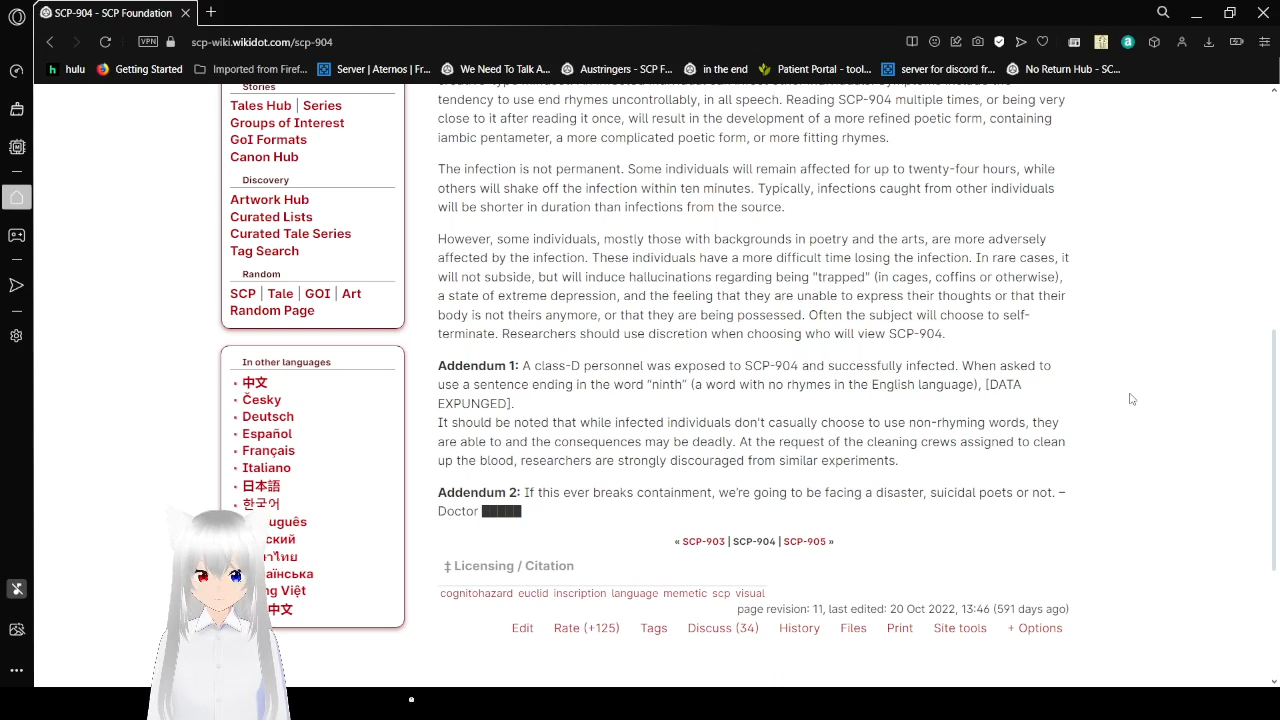 SCP-904 - SCP Foundation
VPN
scp-wiki.wikidot.com/scp-904
hulu
Getting Started
Imported from Firef...
Server | Aternos | Fr...
We Need To Talk A...
Austringers - SCP F...
in the end
Patient Portal - tool...
server for discord fr...
No Return Hub - SC...
Stories
Tales Hub | Series
Groups of Interest
GoI Formats
Canon Hub
Discovery
Artwork Hub
Curated Lists
Curated Tale Series
Tag Search
Random
SCP | Tale | GOI | Art
Random Page
In other languages
中文
Česky
Deutsch
Español
Français
Italiano
日本語
한국어
uguês
ский
าไทย
аїнська
ng Việt
中文
tendency to use end rhymes uncontrollably, in all speech. Reading SCP-904 multiple times, or being very
close to it after reading it once, will result in the development of a more refined poetic form, containing
iambic pentameter, a more complicated poetic form, or more fitting rhymes.
The infection is not permanent. Some individuals will remain affected for up to twenty-four hours, while
others will shake off the infection within ten minutes. Typically, infections caught from other individuals
will be shorter in duration than infections from the source.
However, some individuals, mostly those with backgrounds in poetry and the arts, are more adversely
affected by the infection. These individuals have a more difficult time losing the infection. In rare cases, it
will not subside, but will induce hallucinations regarding being "trapped" (in cages, coffins or otherwise),
a state of extreme depression, and the feeling that they are unable to express their thoughts or that their
body is not theirs anymore, or that they are being possessed. Often the subject will choose to self-
terminate. Researchers should use discretion when choosing who will view SCP-904.
Addendum 1: A class-D personnel was exposed to SCP-904 and successfully infected. When asked to
use a sentence ending in the word “ninth” (a word with no rhymes in the English language), [DATA
EXPUNGED].
It should be noted that while infected individuals don't casually choose to use non-rhyming words, they
are able to and the consequences may be deadly. At the request of the cleaning crews assigned to clean
up the blood, researchers are strongly discouraged from similar experiments.
Addendum 2: If this ever breaks containment, we're going to be facing a disaster, suicidal poets or not. –
Doctor █████
« SCP-903 | SCP-904 | SCP-905 »
‡ Licensing / Citation
cognitohazard euclid inscription language memetic scp visual
page revision: 11, last edited: 20 Oct 2022, 13:46 (591 days ago)
Edit Rate (+125) Tags Discuss (34) History Files Print Site tools + Options